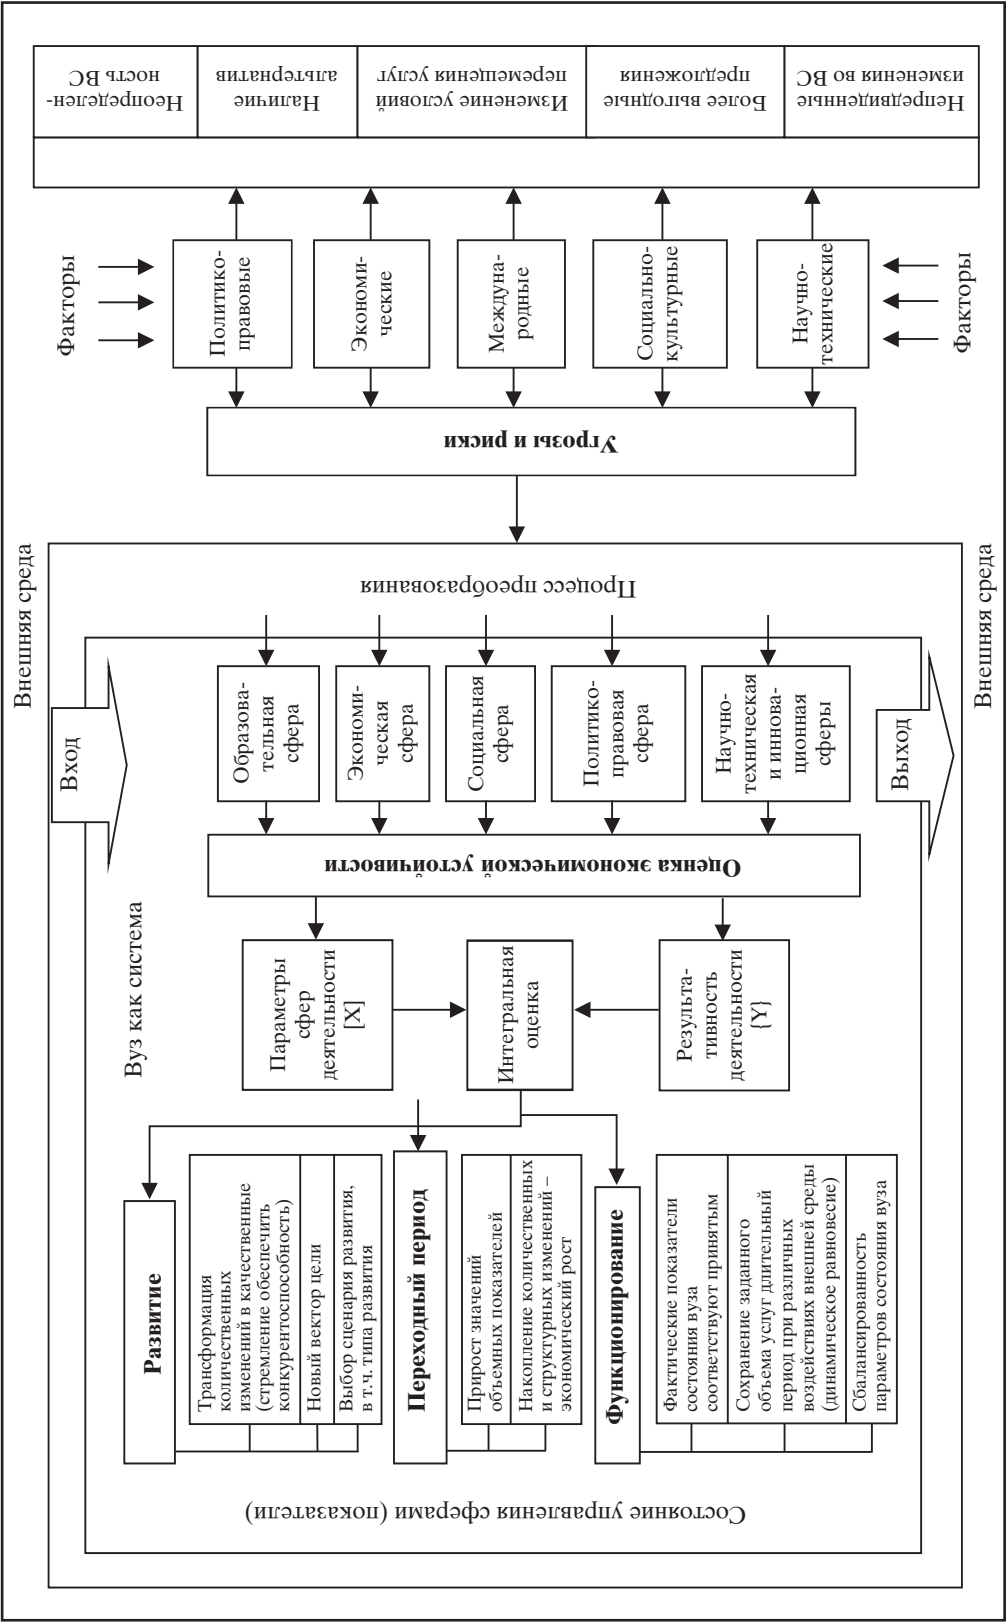 Неопределен-
ность ВС
Наличие
альтернатив
Изменение условий
перемещения услуг
Более выгодные
предложения
Непредвиденные
изменения во ВС
Факторы
Политико-
правовые
Экономи-
ческие
Междуна-
родные
Социально-
культурные
Научно-
технические
Факторы
Угрозы и риски
Внешняя среда
Внешняя среда
Процесс преобразования
Вход
Образова-
тельная
сфера
Экономи-
ческая
сфера
Социальная
сфера
Политико-
правовая
сфера
Научно-
техническая
и иннова-
ционная
сферы
Выход
Оценка экономической устойчивости
Вуз как система
Параметры
сфер
деятельности
[X]
Интегральная
оценка
Результа-
тивность
деятельности
{Y}
Развитие
Трансформация
количественных
изменений в качественные
(стремление обеспечить
конкурентоспособность)
Новый вектор цели
Выбор сценария развития,
в т. ч. типа развития
Переходный период
Прирост значений
объемных показателей
Накопление количественных
и структурных изменений –
экономический рост
Функционирование
Фактические показатели
состояния вуза
соответствуют принятым
Сохранение заданного
объема услуг длительный
период при различных
воздействиях внешней среды
(динамическое равновесие)
Сбалансированность
параметров состояния вуза
Состояние управления сферами (показатели)